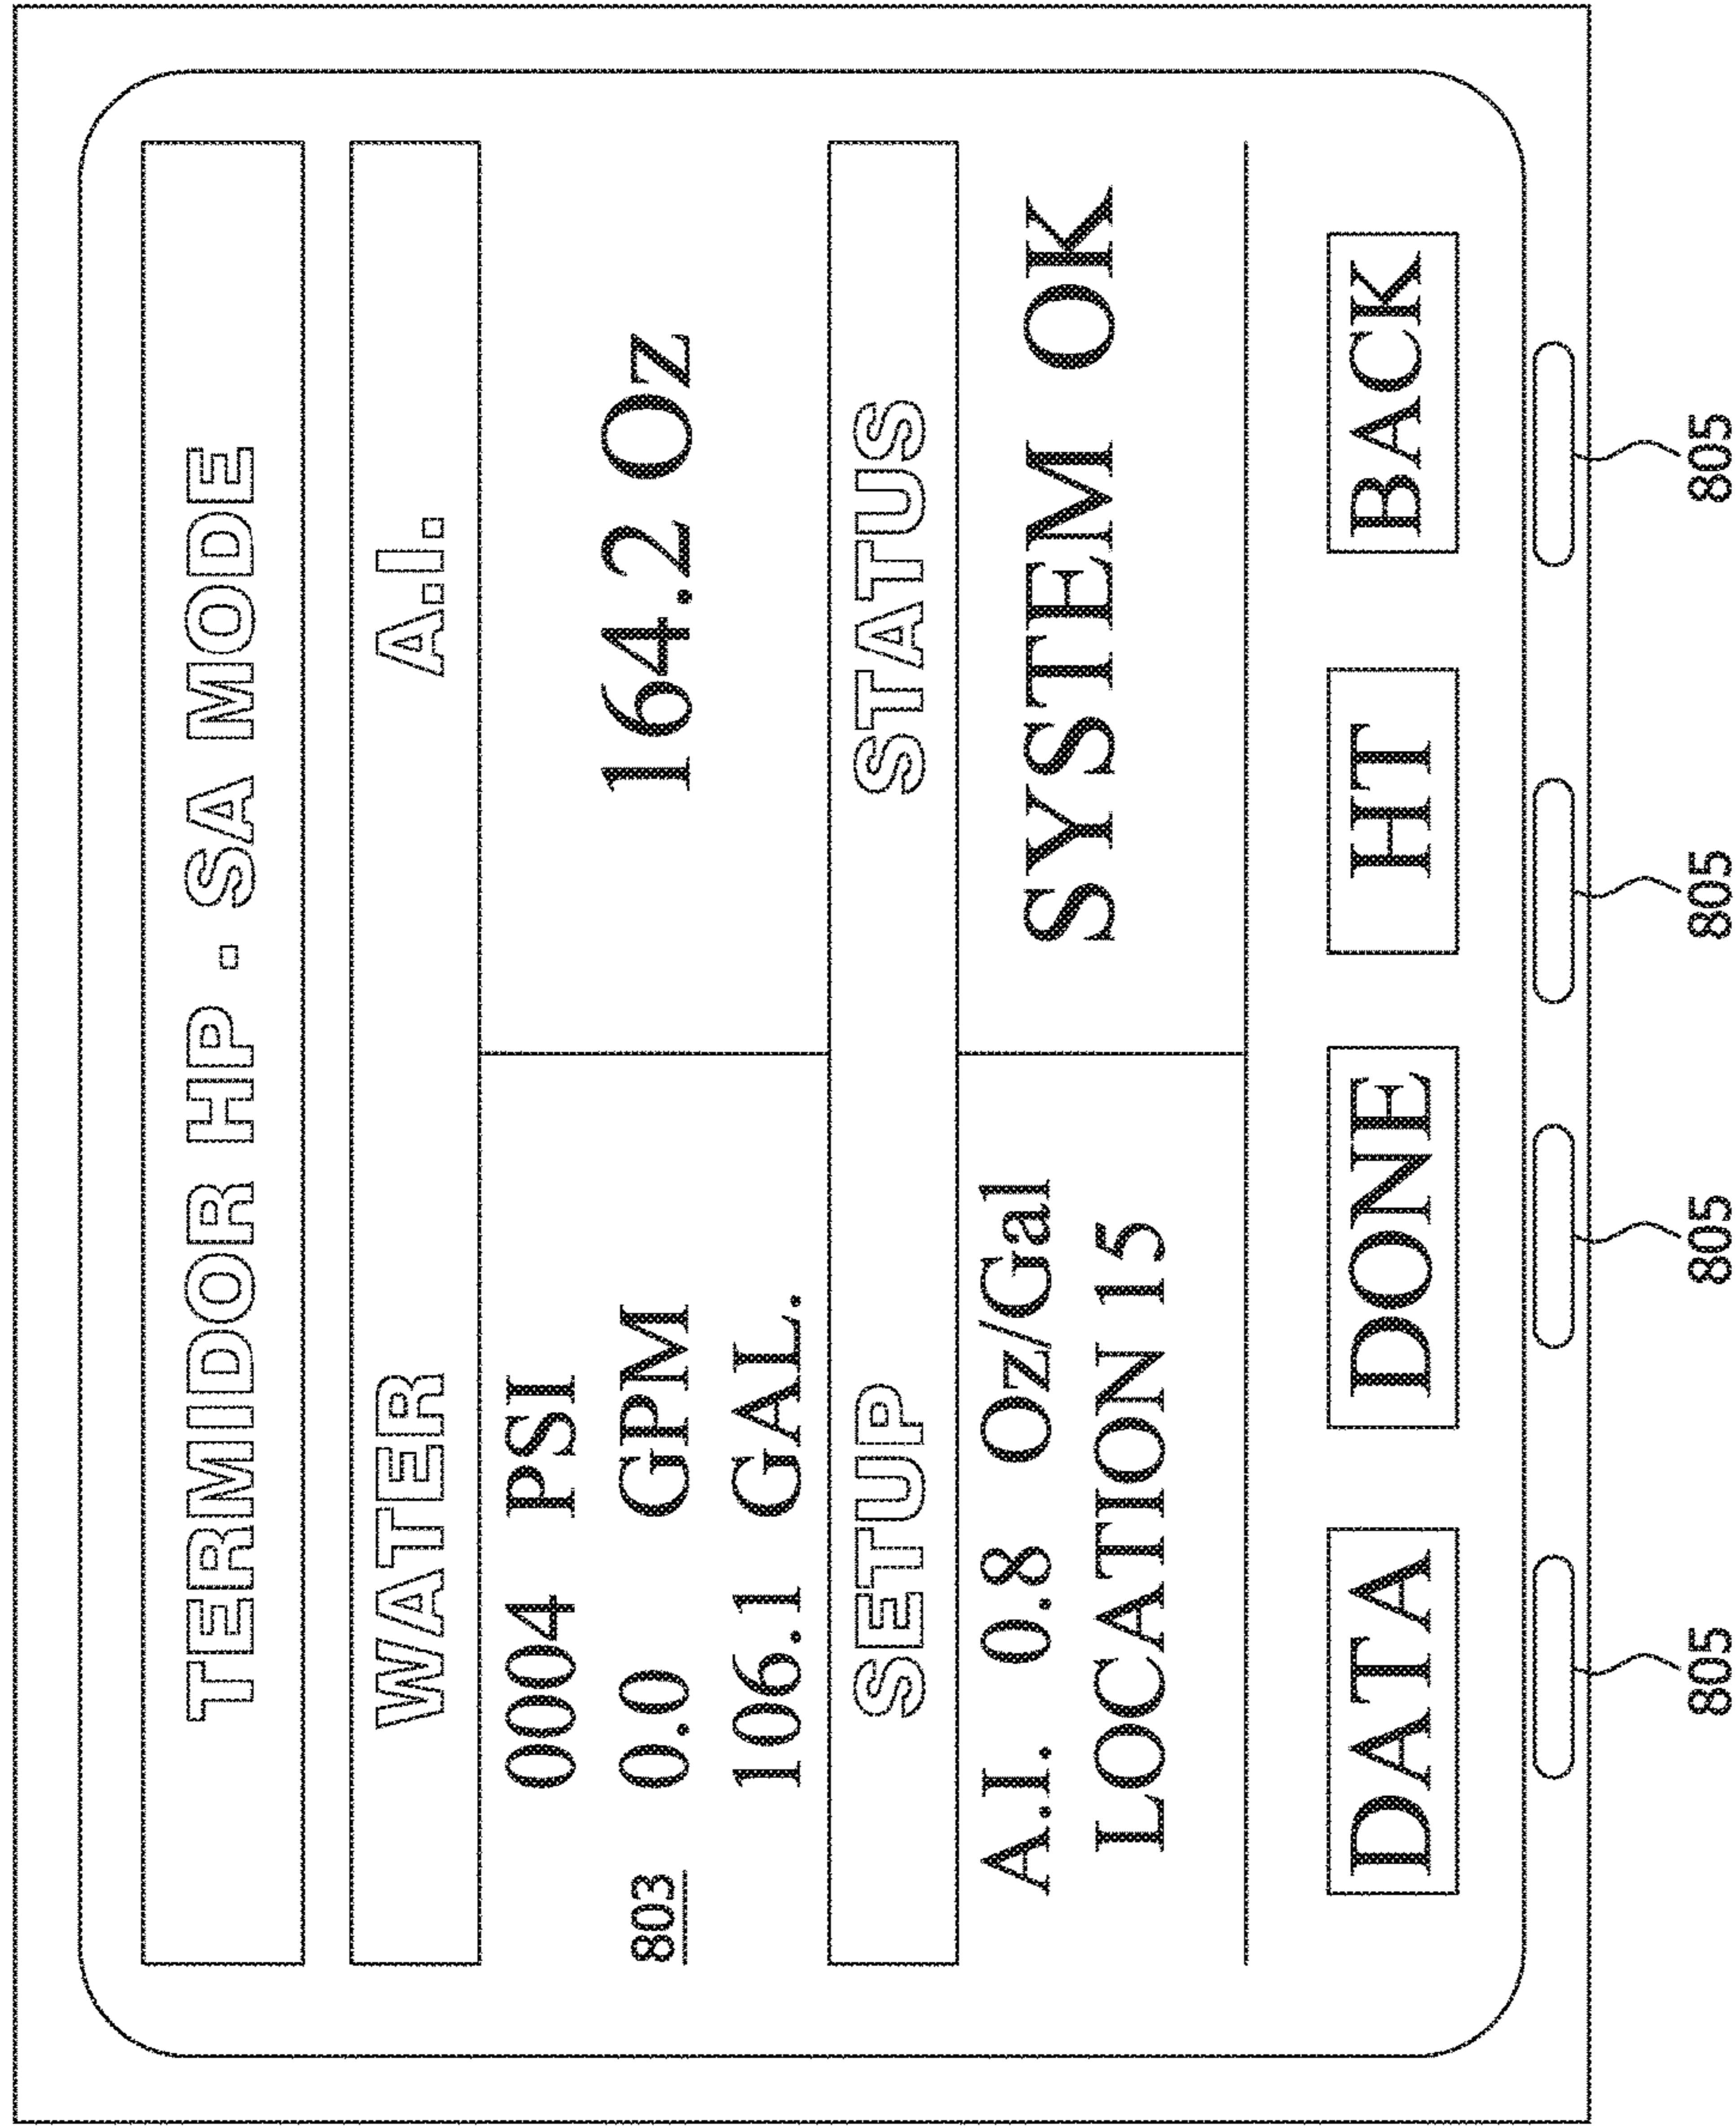 TERMIDOR HP - SA MODE
WATER A.I.
0004 PSI
0.0 GPM
106.1 GAL.
164.2 Oz
803
SETUP STATUS
A.I. 0.8 Oz/Gal
LOCATION 15
SYSTEM OK
DATA DONE HT BACK
805 805 805 805